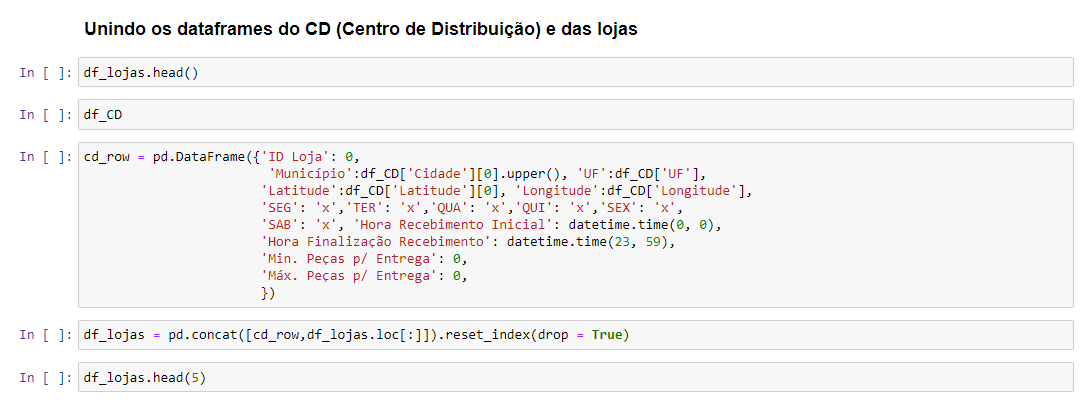 Unindo os dataframes do CD (Centro de Distribuição) e das lojas
In [ ]: df_lojas.head()
In [ ]: df_CD
In [ ]: cd_row = pd.DataFrame({'ID Loja': 0,
'Município':df_CD['Cidade'][0].upper(), 'UF':df_CD['UF'],
'Latitude':df_CD['Latitude'][0], 'Longitude':df_CD['Longitude'],
'SEG': 'x','TER': 'x','QUA': 'x','QUI': 'x','SEX': 'x',
'SAB': 'x', 'Hora Recebimento Inicial': datetime.time(0, 0),
'Hora Finalização Recebimento': datetime.time(23, 59),
'Min. Peças p/ Entrega': 0,
'Máx. Peças p/ Entrega': 0,
})
In [ ]: df_lojas = pd.concat([cd_row,df_lojas.loc[:]]).reset_index(drop = True)
In [ ]: df_lojas.head(5)